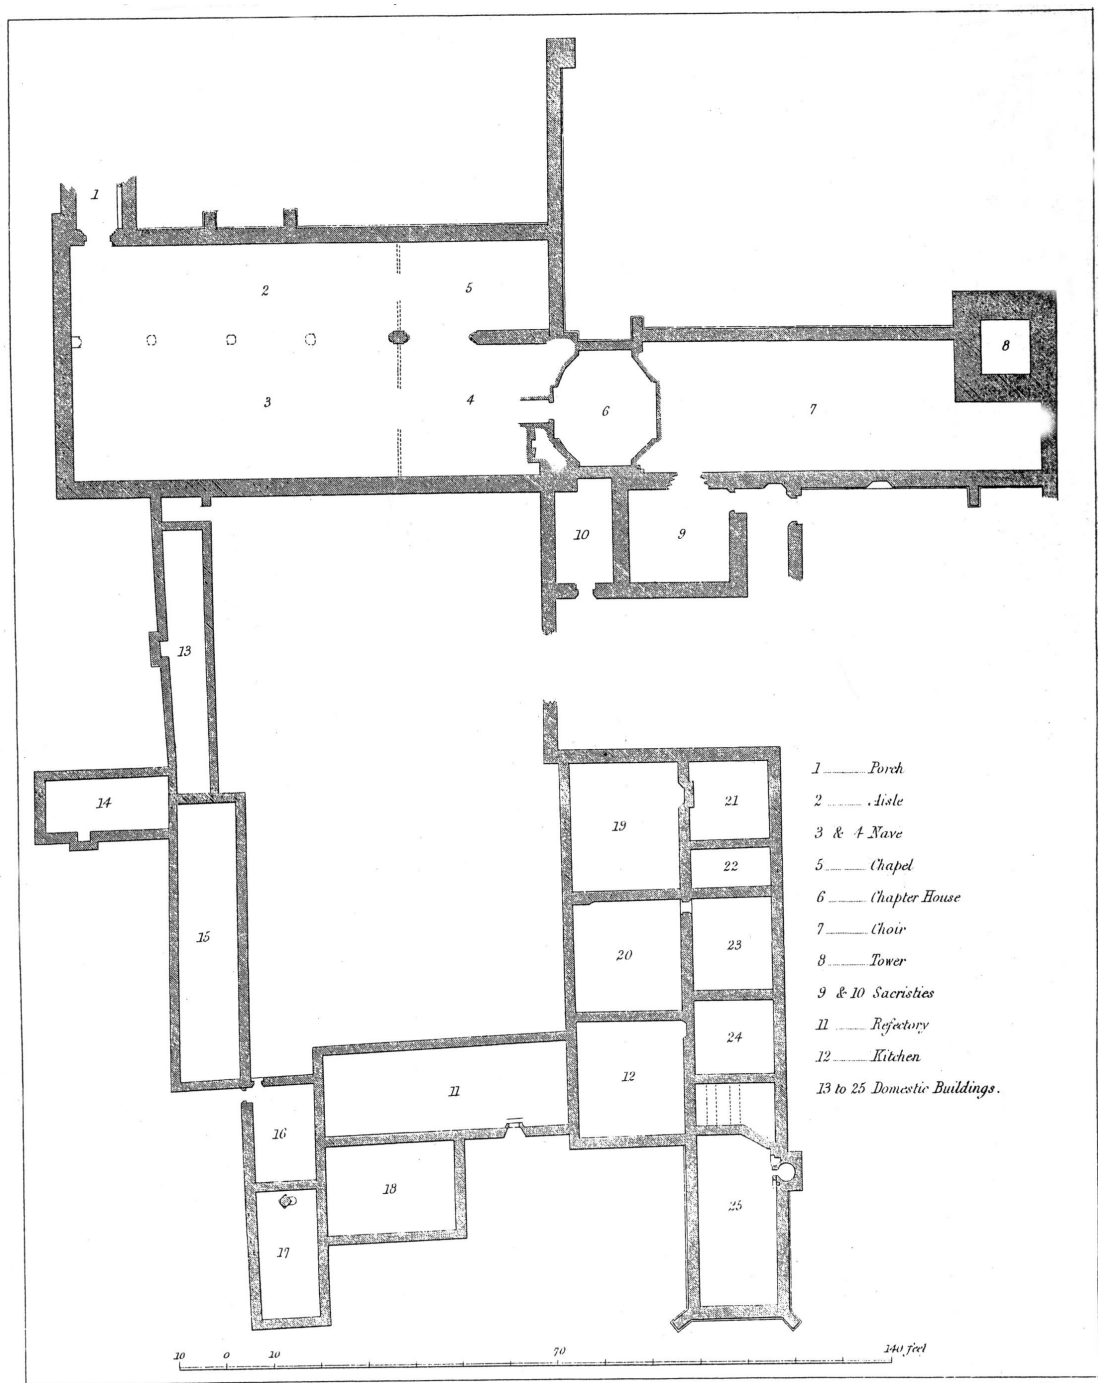 1
2
5
8
3
4
6
7
10
9
13
14
19
21
22
15
20
23
24
12
11
16
18
25
17
1 Porch
2 Aisle
3 & 4 Nave
5 Chapel
6 Chapter House
7 Choir
8 Tower
9 & 10 Sacristies
11 Refectory
12 Kitchen
13 to 25 Domestic Buildings.
10 0 10 70 140 feet